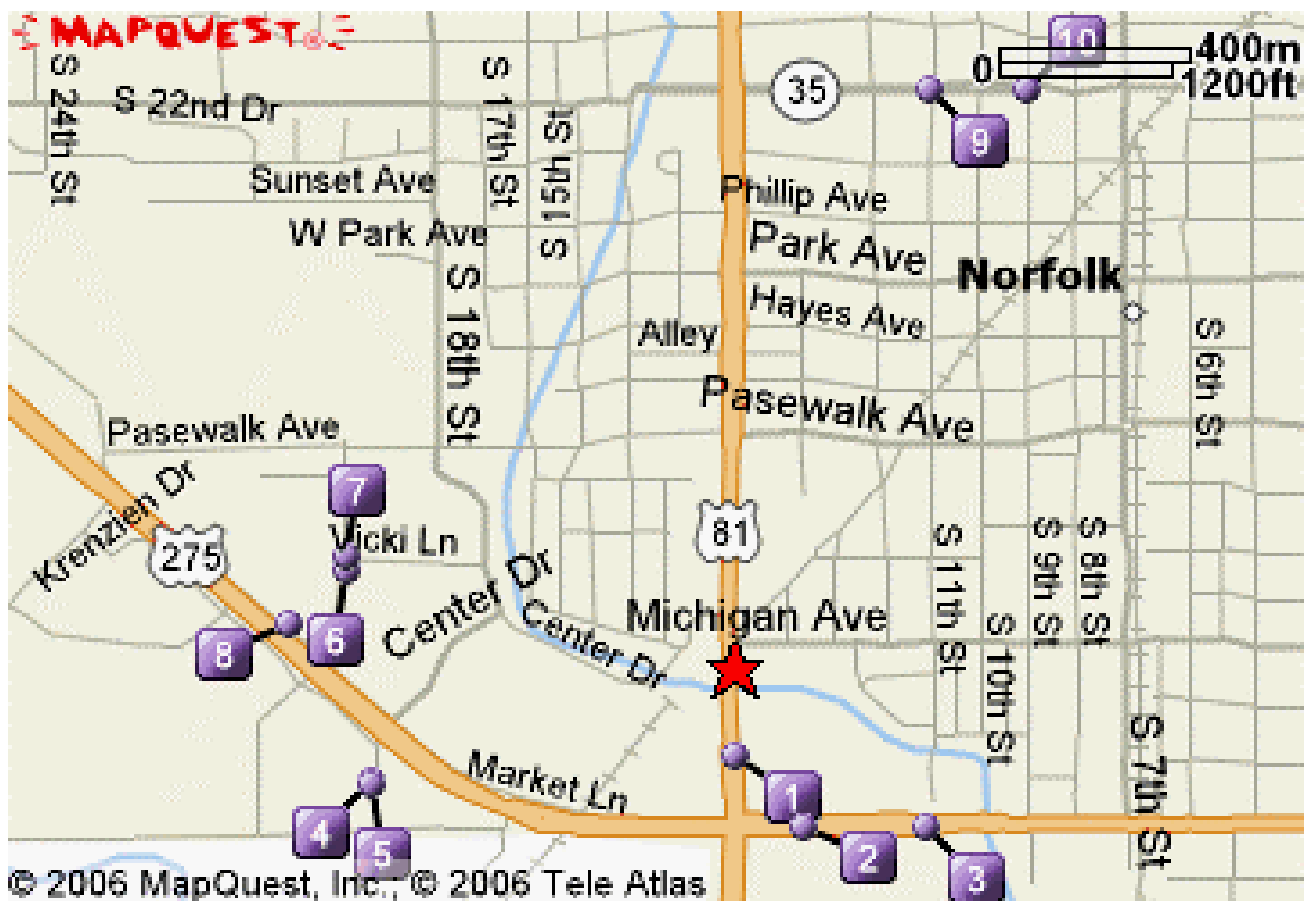 MAPQUEST®
10
0
400m
1200ft
S 24th St
S 22nd Dr
S 17th St
S 15th St
35
9
Sunset Ave
Phillip Ave
W Park Ave
Park Ave
Norfolk
S 18th St
Hayes Ave
Alley
S 6th St
Pasewalk Ave
Pasewalk Ave
Krenzien Dr
7
275
Vicki Ln
81
S 11th St
S 9th St
S 8th St
Center Dr
Center Dr
Michigan Ave
S 10th St
8
6
S 7th St
Market Ln
1
4
5
2
3
© 2006 MapQuest, Inc.; © 2006 Tele Atlas